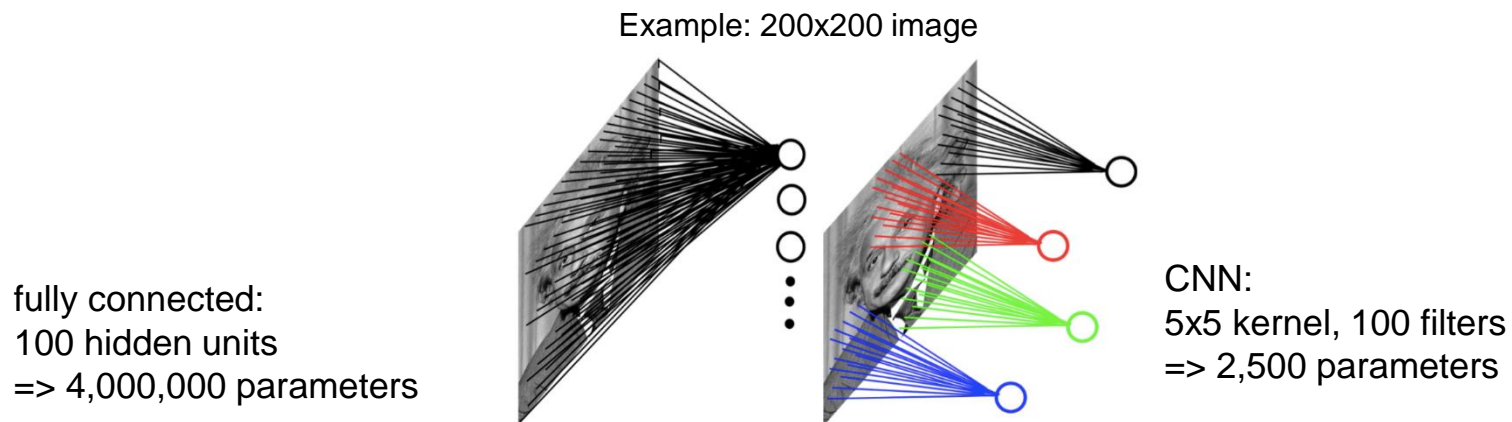 Example: 200x200 image
fully connected:
100 hidden units
=> 4,000,000 parameters
CNN:
5x5 kernel, 100 filters
=> 2,500 parameters